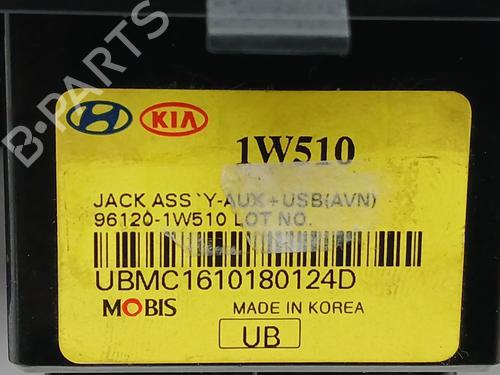 B-PARTS
KIA
1W510
JACK ASS`Y-AUX+USB(AVN)
96120-1W510 LOT NO.
UBMC1610180124D
MOBIS MADE IN KOREA
UB